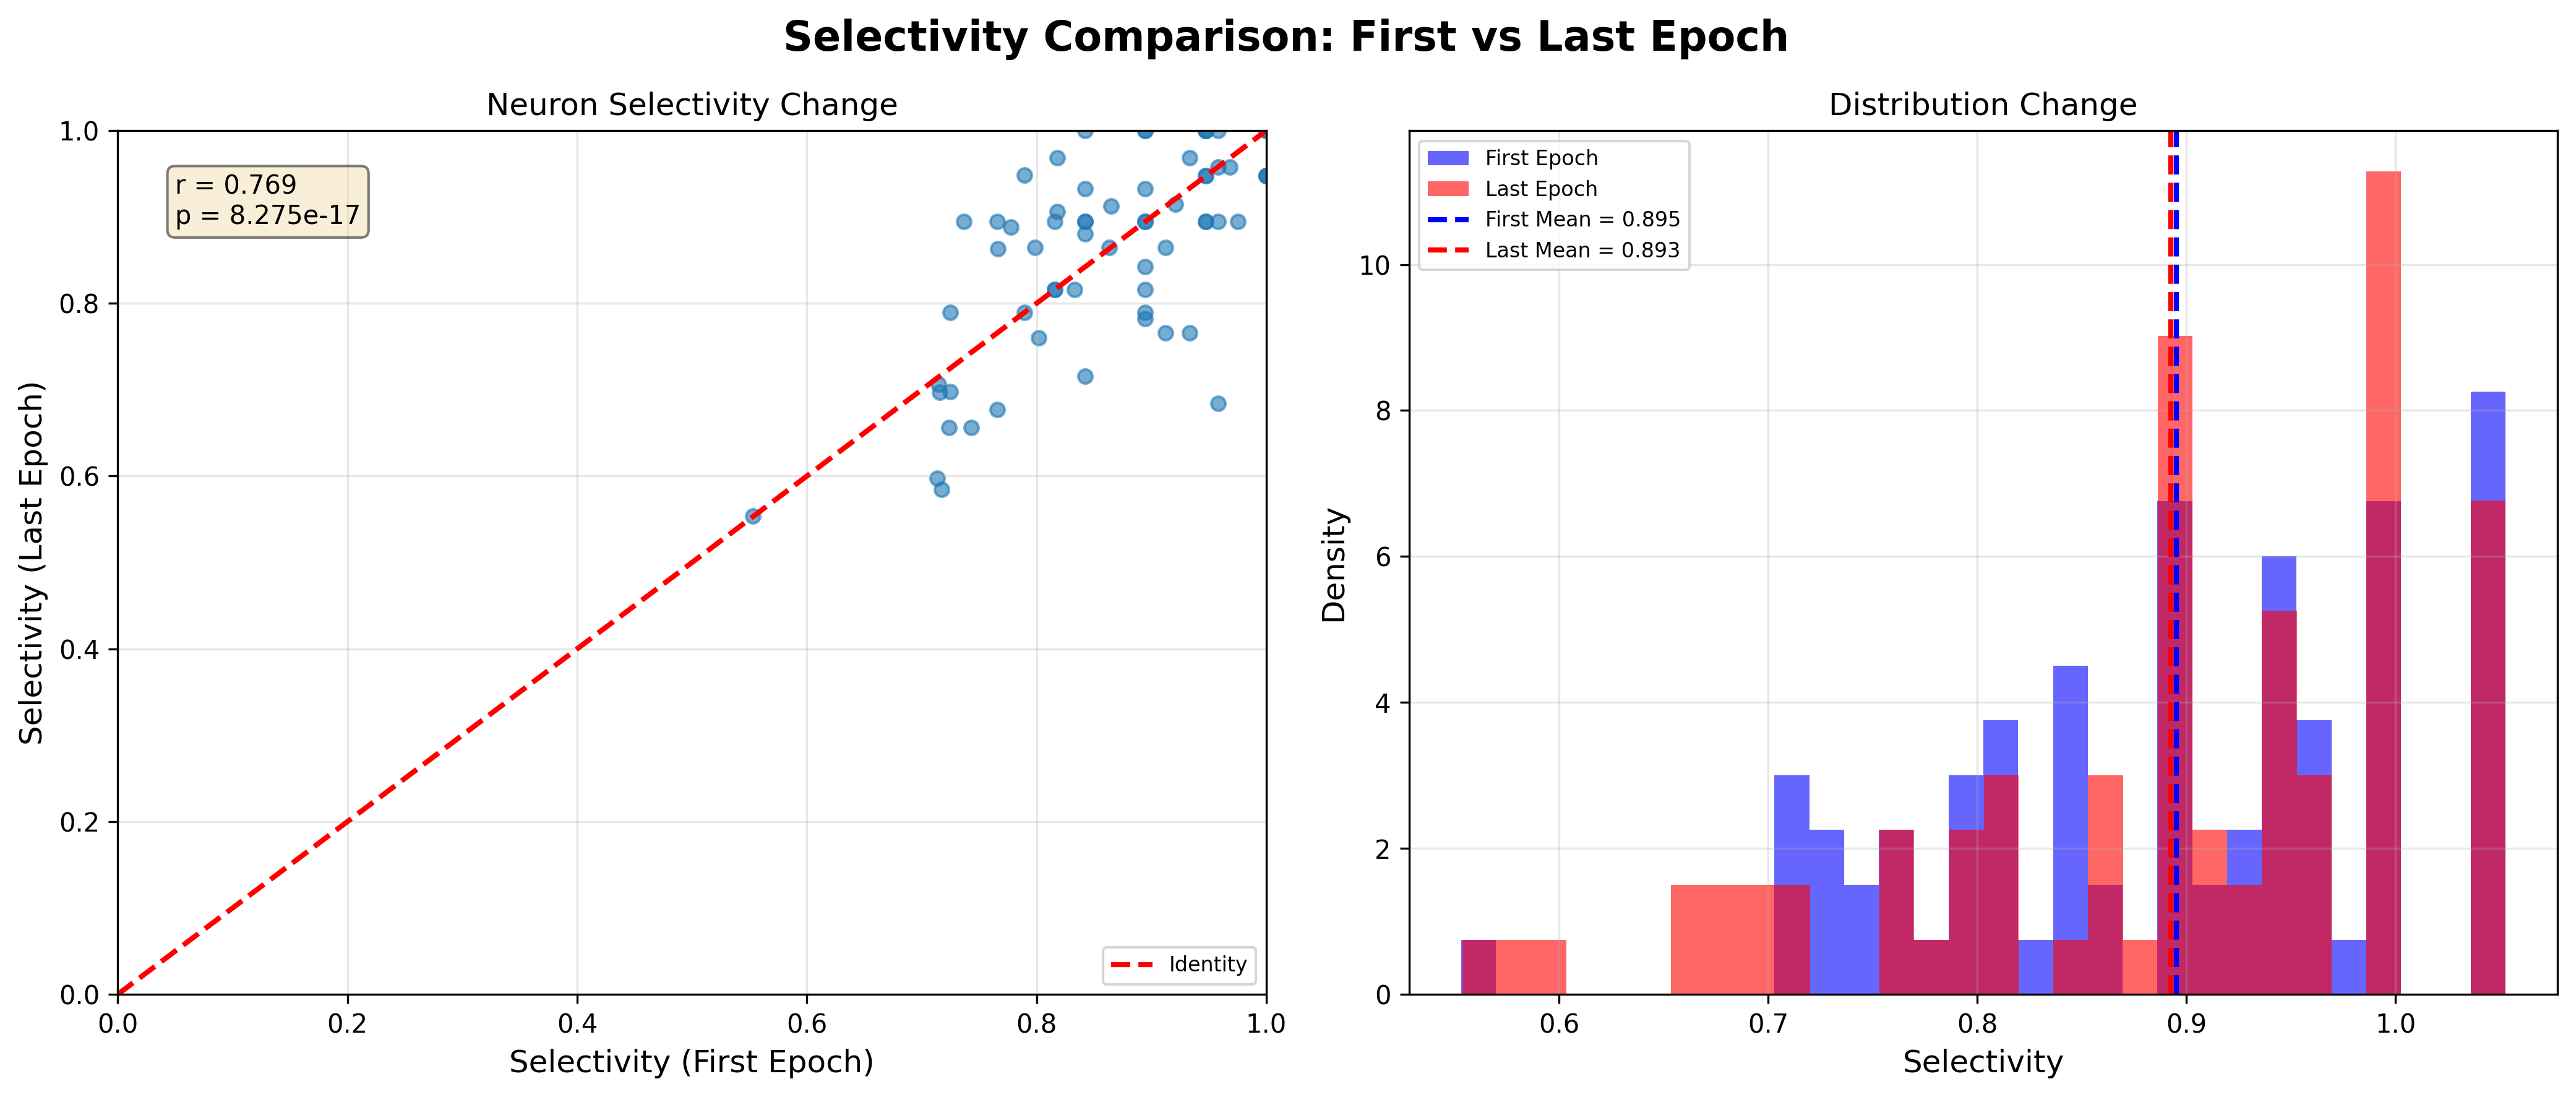 Selectivity Comparison: First vs Last Epoch
Neuron Selectivity Change
1.0
0.8
0.6
0.4
0.2
0.0
Selectivity (Last Epoch)
r = 0.769
p = 8.275e-17
Identity
0.0 0.2 0.4 0.6 0.8 1.0
Selectivity (First Epoch)
Distribution Change
First Epoch
Last Epoch
First Mean = 0.895
Last Mean = 0.893
10
8
6
4
2
0
Density
0.6 0.7 0.8 0.9 1.0
Selectivity